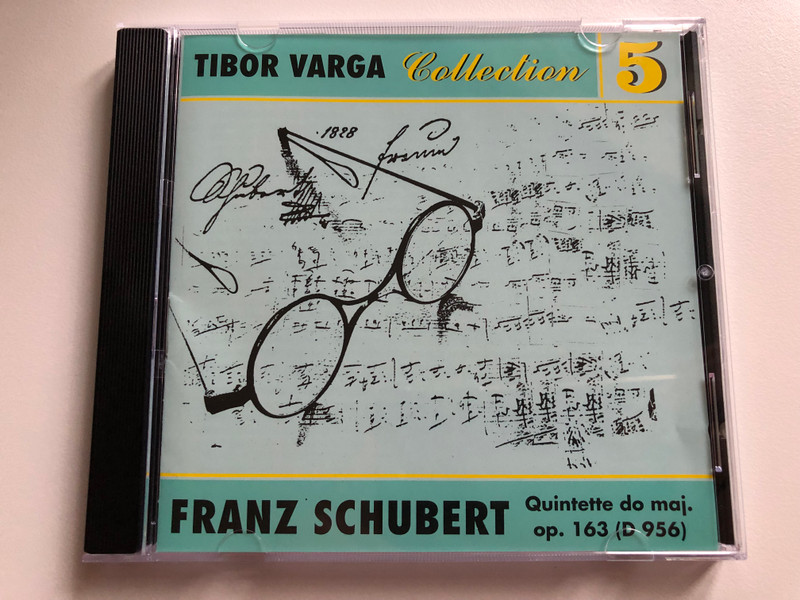 TIBOR VARGA Collection 5
1828
FRANZ SCHUBERT
Quintette do maj.
op. 163 (D 956)